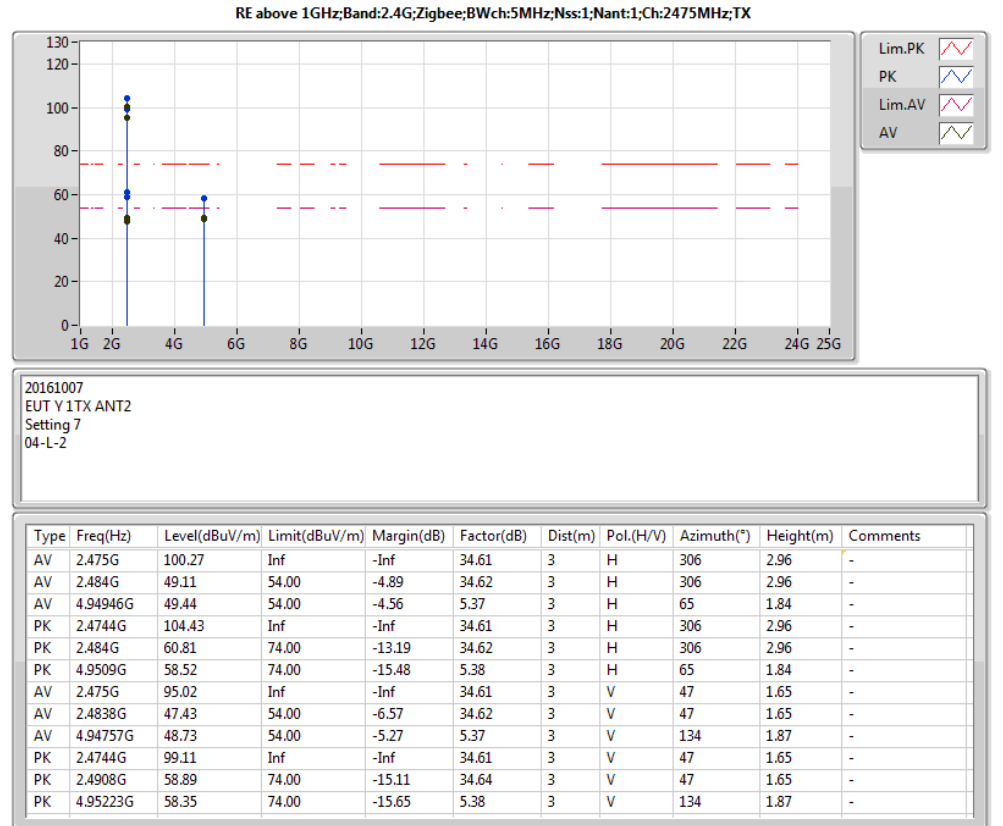 RE above 1GHz;Band:2.4G;Zigbee;BWch:5MHz;Nss:1;Nant:1;Ch:2475MHz;TX
130
120
100
80
60
40
20
0
1G 2G 4G 6G 8G 10G 12G 14G 16G 18G 20G 22G 24G 25G
Lim.PK
PK
Lim.AV
AV
20161007
EUT Y 1TX ANT2
Setting 7
04-L-2
Type Freq(Hz) Level(dBuV/m) Limit(dBuV/m) Margin(dB) Factor(dB) Dist(m) Pol.(H/V) Azimuth(°) Height(m) Comments
AV 2.475G 100.27 Inf -Inf 34.61 3 H 306 2.96 -
AV 2.484G 49.11 54.00 -4.89 34.62 3 H 306 2.96 -
AV 4.94946G 49.44 54.00 -4.56 5.37 3 H 65 1.84 -
PK 2.4744G 104.43 Inf -Inf 34.61 3 H 306 2.96 -
PK 2.484G 60.81 74.00 -13.19 34.62 3 H 306 2.96 -
PK 4.9509G 58.52 74.00 -15.48 5.38 3 H 65 1.84 -
AV 2.475G 95.02 Inf -Inf 34.61 3 V 47 1.65 -
AV 2.4838G 47.43 54.00 -6.57 34.62 3 V 47 1.65 -
AV 4.94757G 48.73 54.00 -5.27 5.37 3 V 134 1.87 -
PK 2.4744G 99.11 Inf -Inf 34.61 3 V 47 1.65 -
PK 2.4908G 58.89 74.00 -15.11 34.64 3 V 47 1.65 -
PK 4.95223G 58.35 74.00 -15.65 5.38 3 V 134 1.87 -